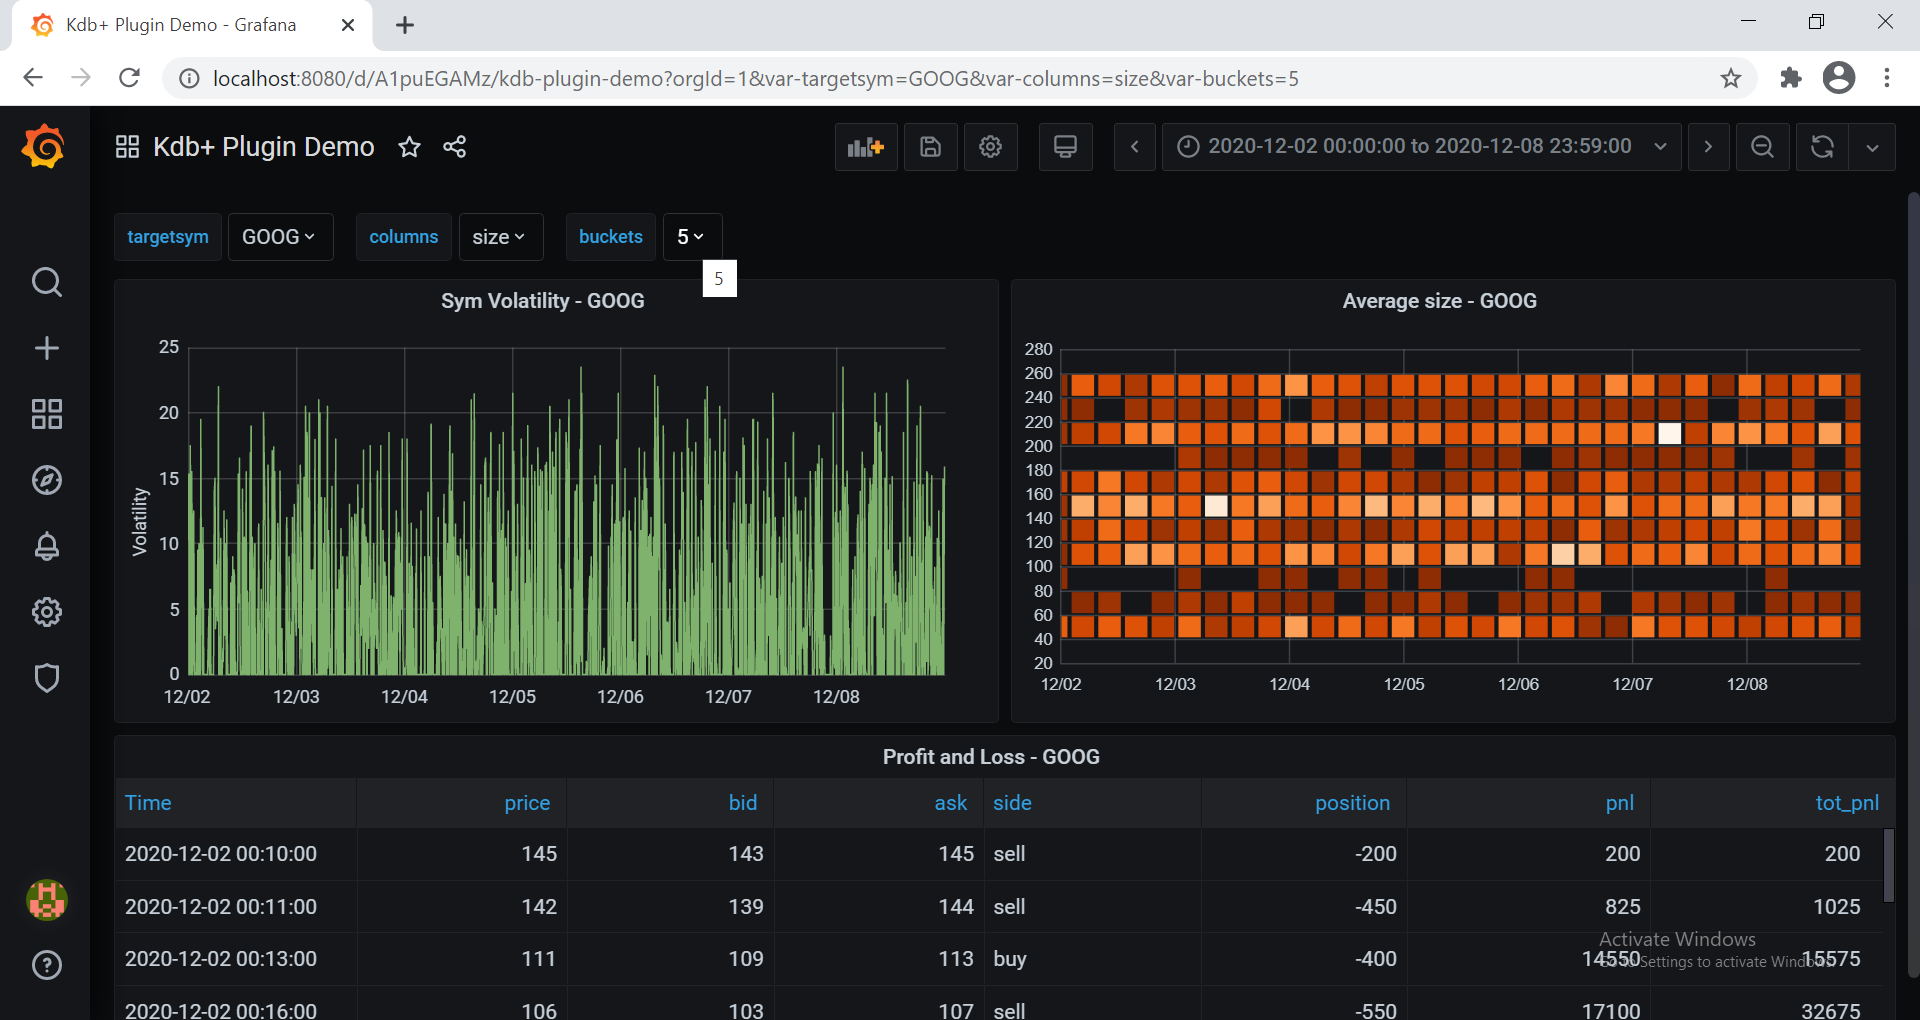 Kdb+ Plugin Demo - Grafana
localhost:8080/d/A1puEGAMz/kdb-plugin-demo?orgId=1&var-targetsym=GOOG&var-columns=size&var-buckets=5
Kdb+ Plugin Demo
2020-12-02 00:00:00 to 2020-12-08 23:59:00
targetsym GOOG columns size buckets 5
5
Sym Volatility - GOOG
Volatility
25
20
15
10
5
0
12/02 12/03 12/04 12/05 12/06 12/07 12/08
Average size - GOOG
280
260
240
220
200
180
160
140
120
100
80
60
40
20
12/02 12/03 12/04 12/05 12/06 12/07 12/08
Profit and Loss - GOOG
Time price bid ask side position pnl tot_pnl
2020-12-02 00:10:00 145 143 145 sell -200 200 200
2020-12-02 00:11:00 142 139 144 sell -450 825 1025
2020-12-02 00:13:00 111 109 113 buy -400 14550 15575
2020-12-02 00:16:00 106 103 107 sell -550 17100 32675
Activate Windows
Go to Settings to activate Windows.